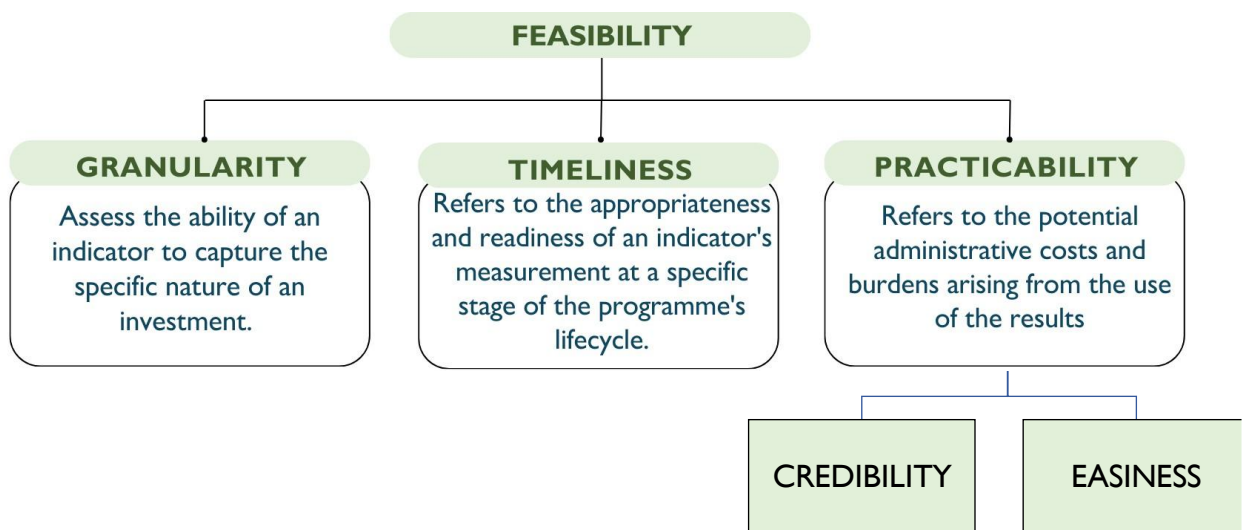 FEASIBILITY
GRANULARITY
Assess the ability of an
indicator to capture the
specific nature of an
investment.
TIMELINESS
Refers to the appropriateness
and readiness of an indicator's
measurement at a specific
stage of the programme's
lifecycle.
PRACTICABILITY
Refers to the potential
administrative costs and
burdens arising from the use
of the results
CREDIBILITY
EASINESS